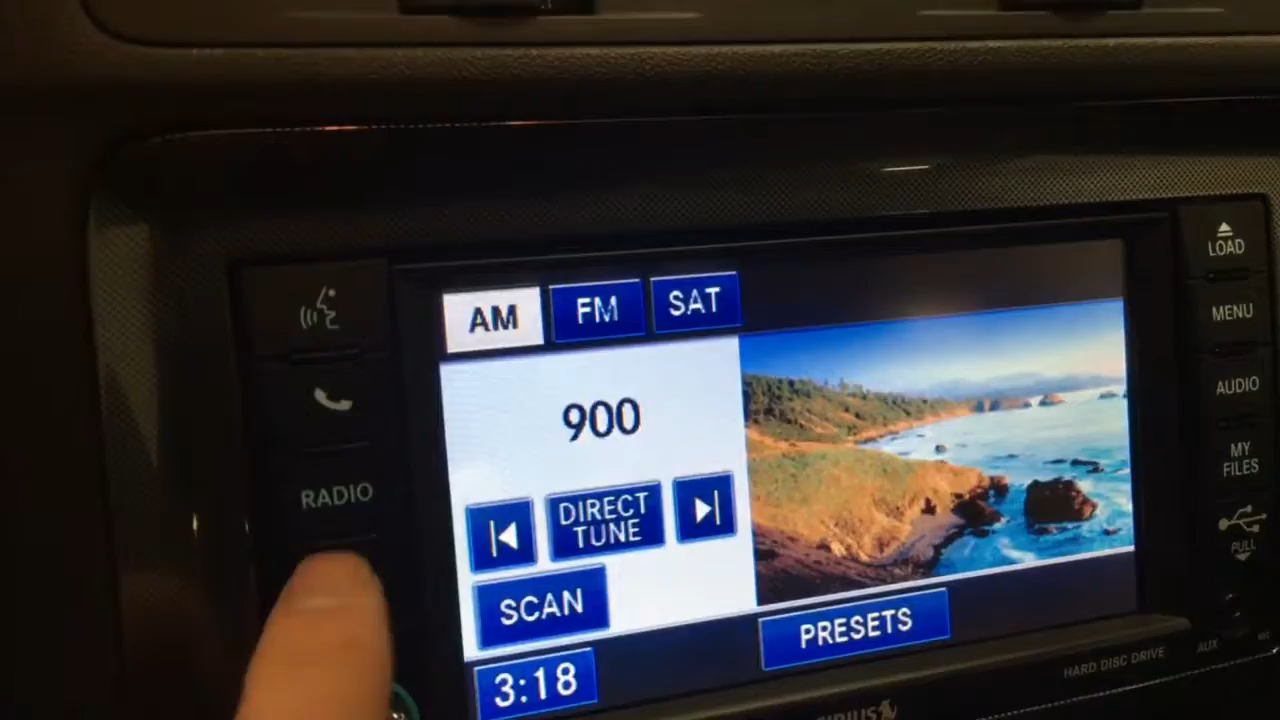 AM
FM
SAT
900
DIRECT
TUNE
SCAN
3:18
PRESETS
RADIO
LOAD
MENU
AUDIO
MY
FILES
PULL
AUX
HARD DISC DRIVE